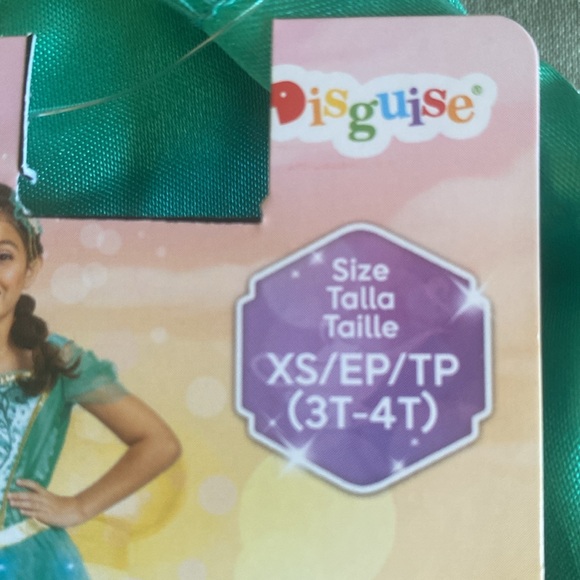 Disguise®
Size
Talla
Taille
XS/EP/TP
(3T-4T)